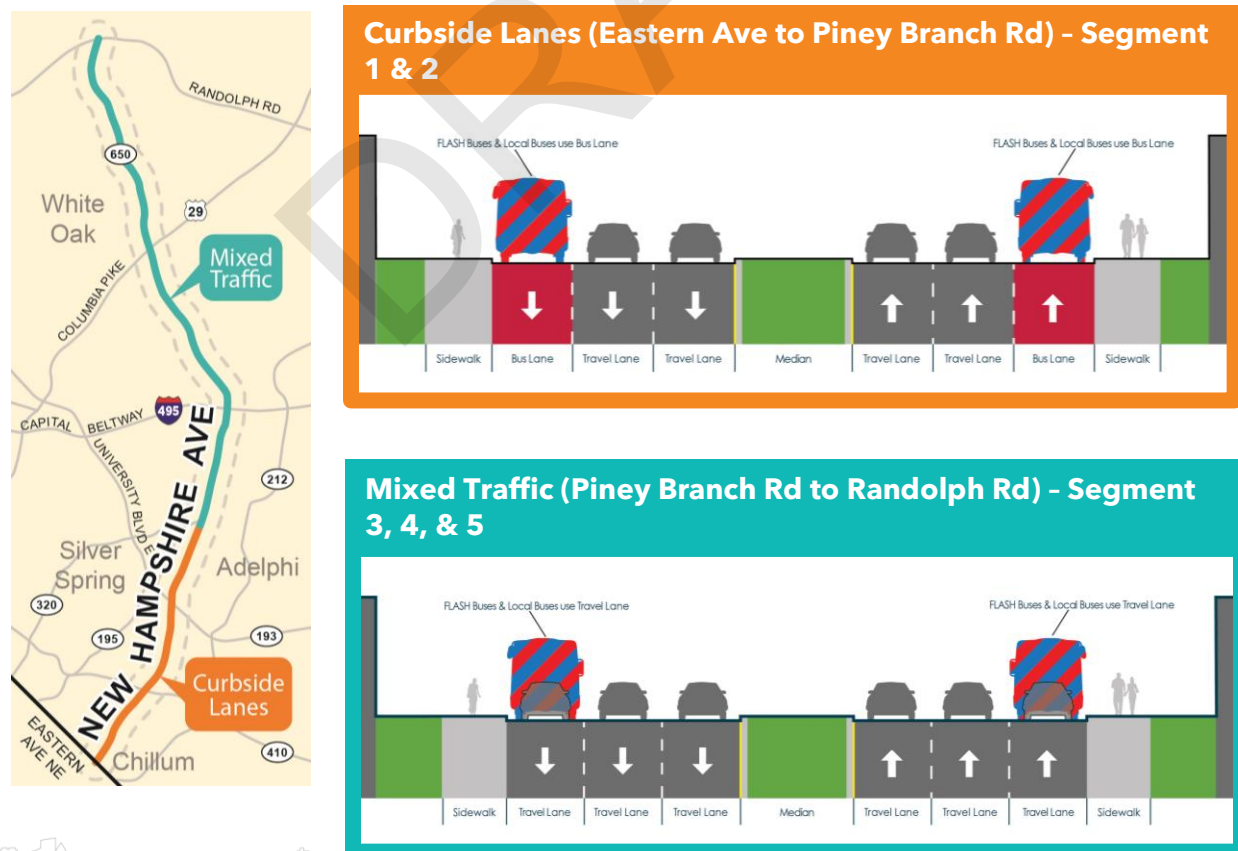 RANDOLPH RD
650
White
Oak
29
Mixed
Traffic
COLUMBIA PIKE
495
CAPITAL BELTWAY
UNIVERSITY BLVD E
212
NEW HAMPSHIRE AVE
Silver
Spring
Adelphi
320
195
193
Curbside
Lanes
EASTERN
AVE NE
Chillum
410
DRA
Curbside Lanes (Eastern Ave to Piney Branch Rd) – Segment
1 & 2
FLASH Buses & Local Buses use Bus Lane
FLASH Buses & Local Buses use Bus Lane
Sidewalk Bus Lane Travel Lane Travel Lane Median Travel Lane Travel Lane Bus Lane Sidewalk
Mixed Traffic (Piney Branch Rd to Randolph Rd) – Segment
3, 4, & 5
FLASH Buses & Local Buses use Travel Lane
FLASH Buses & Local Buses use Travel Lane
Sidewalk Travel Lane Travel Lane Travel Lane Median Travel Lane Travel Lane Travel Lane Sidewalk